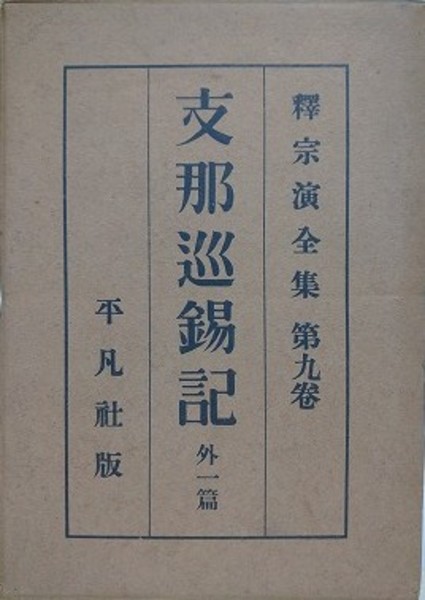 釋宗演全集 第九卷
支那巡錫記 外一篇
平凡社版